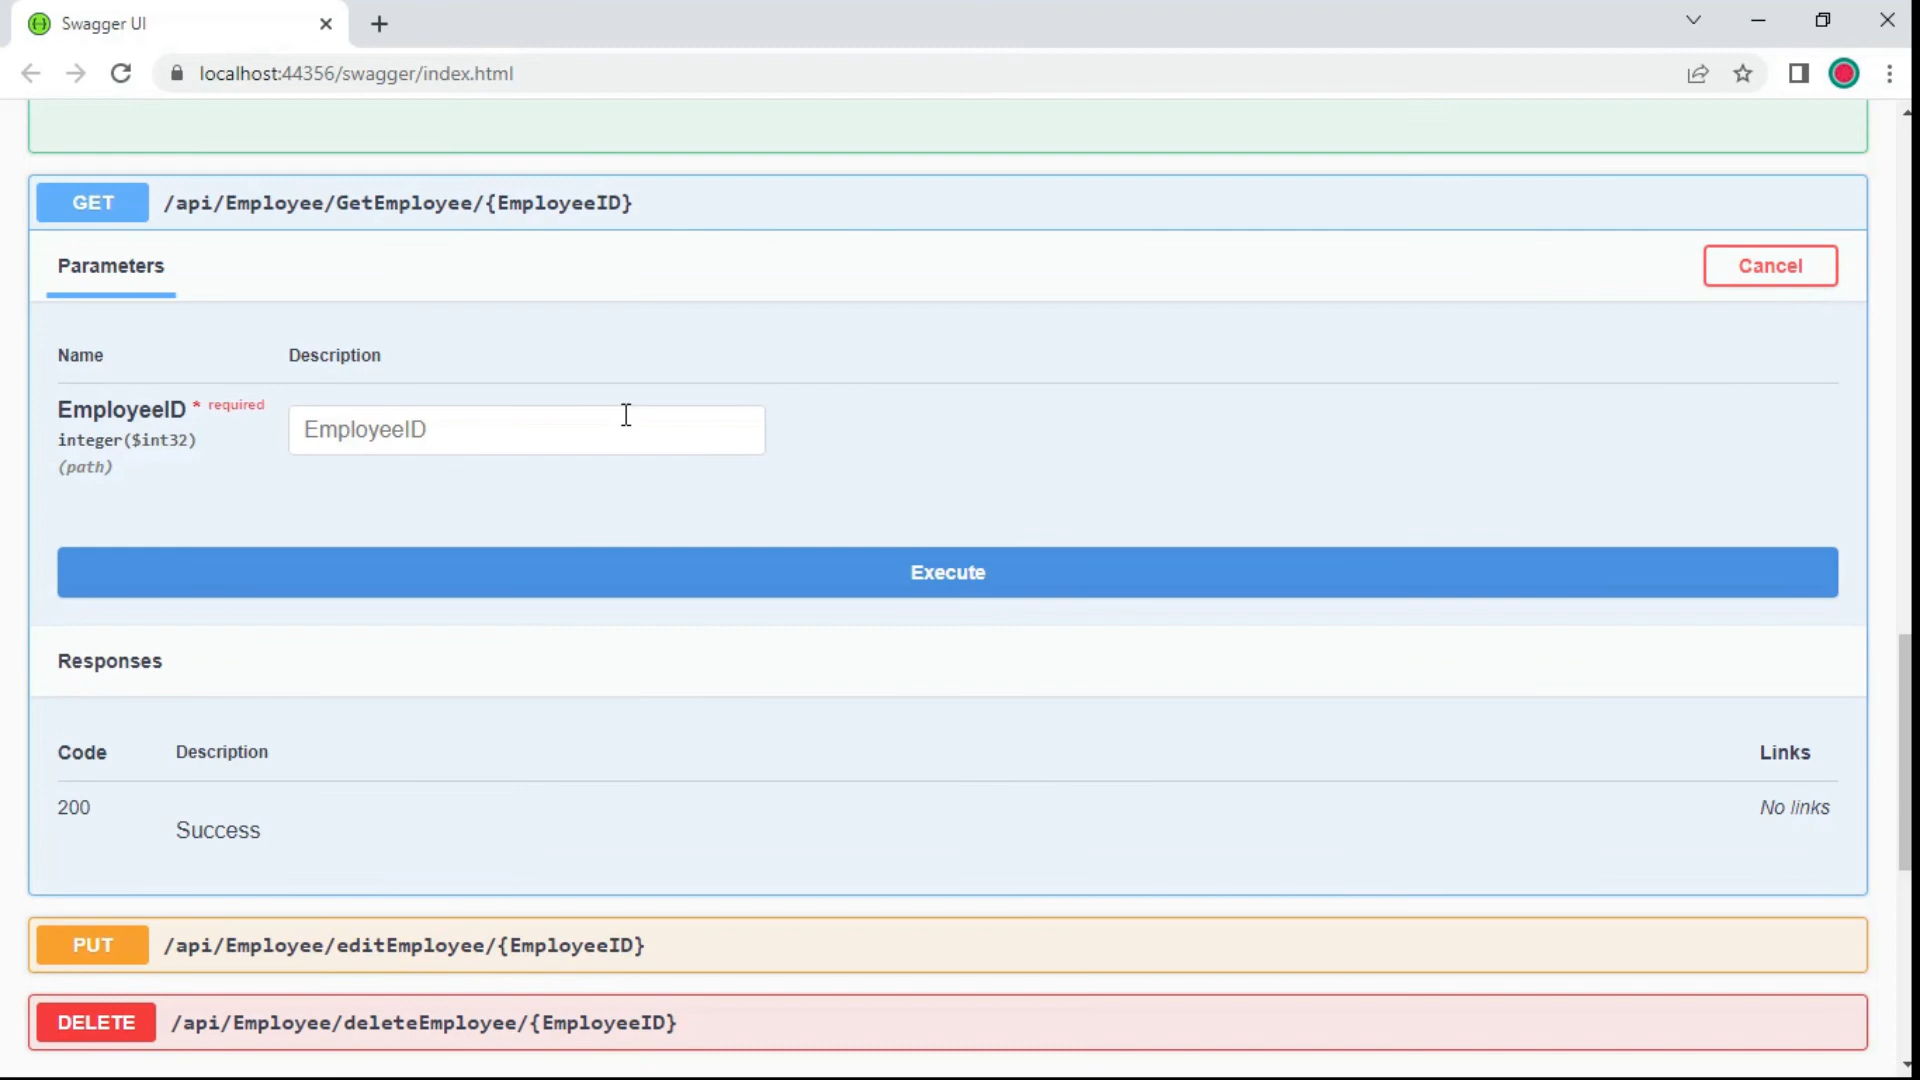 Swagger UI
localhost:44356/swagger/index.html
GET /api/Employee/GetEmployee/{EmployeeID}
Parameters
Cancel
Name Description
EmployeeID * required
integer($int32)
(path)
EmployeeID
Execute
Responses
Code Description Links
200 Success No links
PUT /api/Employee/editEmployee/{EmployeeID}
DELETE /api/Employee/deleteEmployee/{EmployeeID}